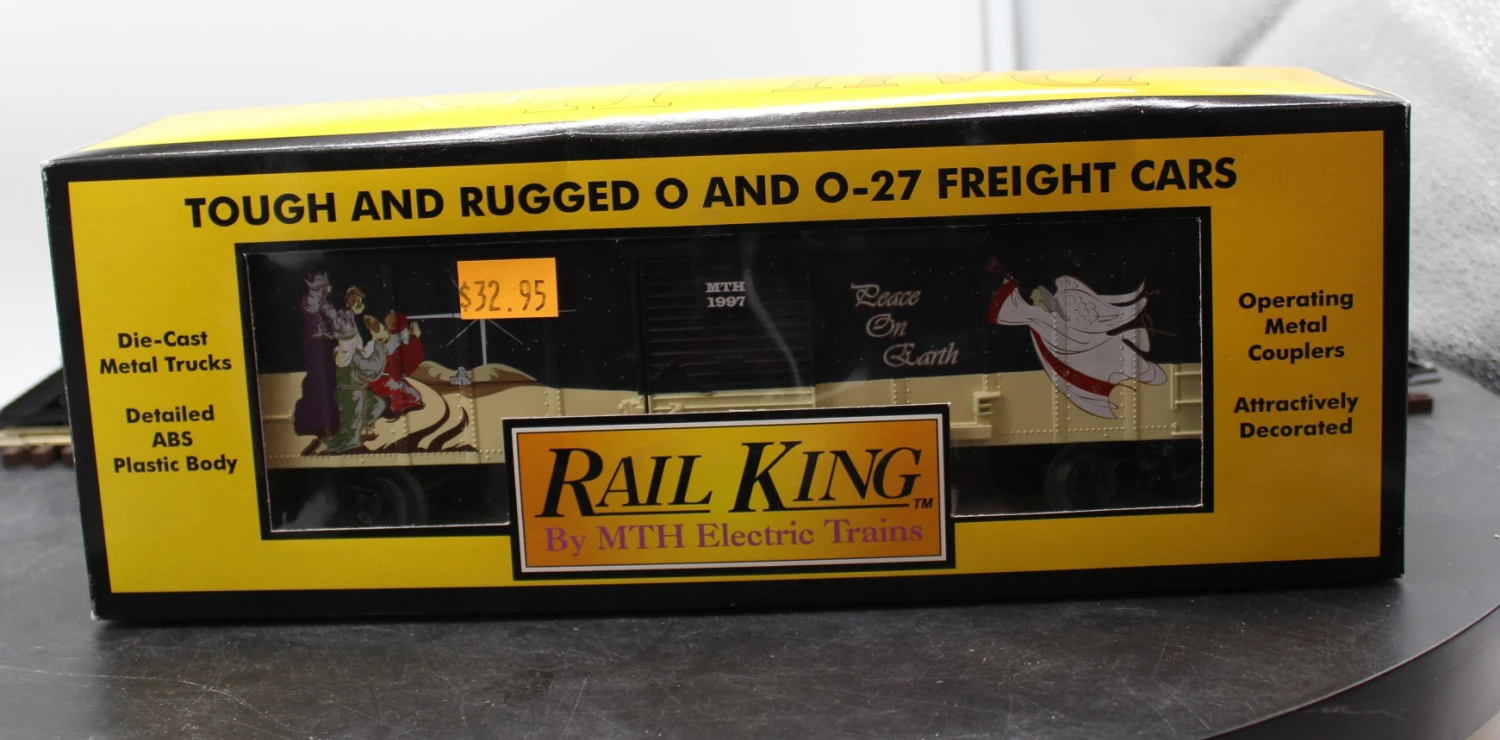 TOUGH AND RUGGED O AND O-27 FREIGHT CARS
Die-Cast
Metal Trucks
Detailed
ABS
Plastic Body
$32.95
MTH
1997
Peace
On
Earth
Operating
Metal
Couplers
Attractively
Decorated
RAIL KING™
By MTH Electric Trains